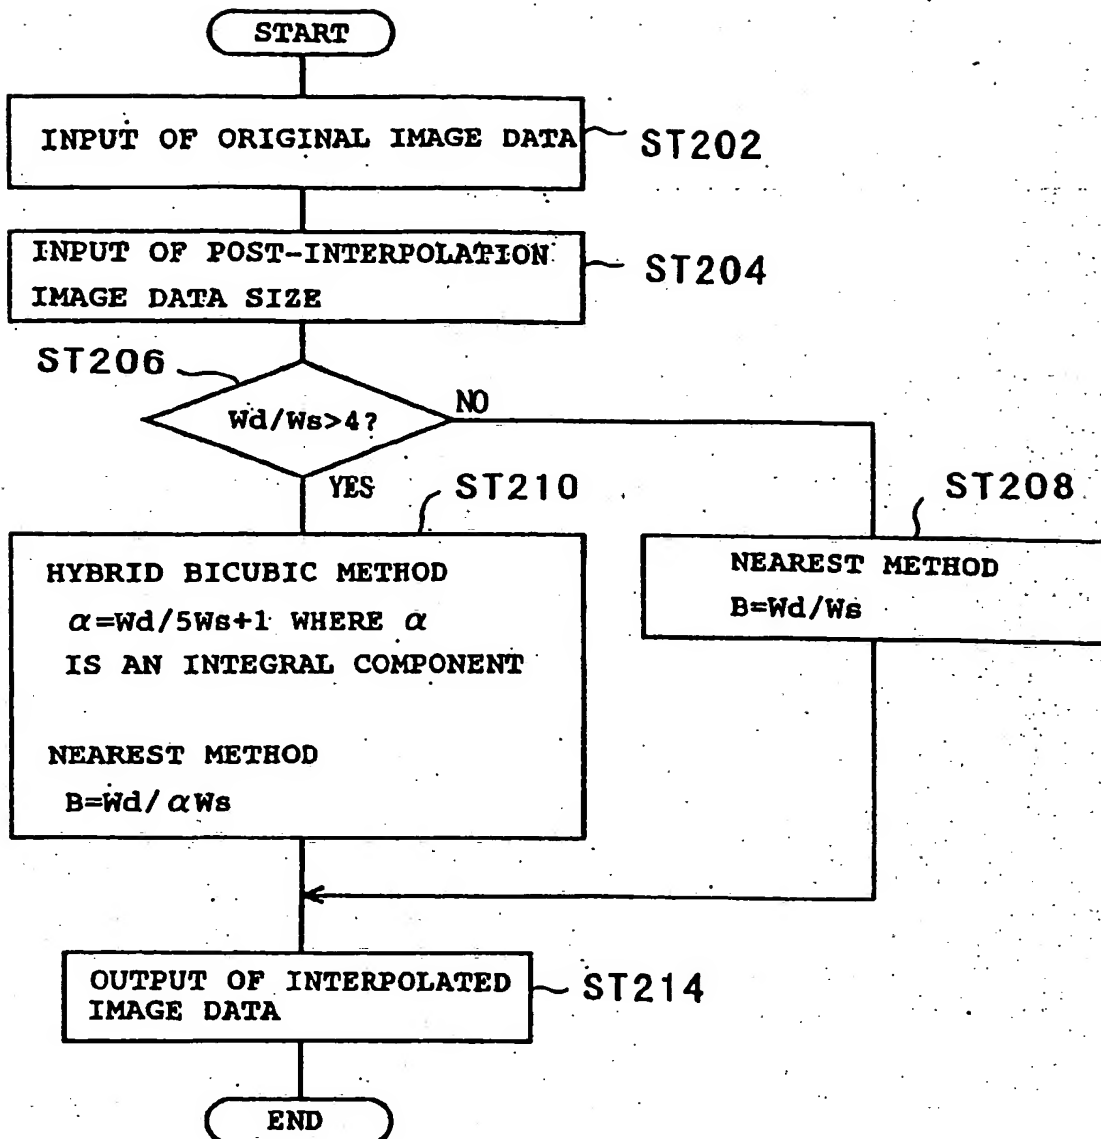 START
INPUT OF ORIGINAL IMAGE DATA
ST202
INPUT OF POST-INTERPOLATION
IMAGE DATA SIZE
ST204
ST206
Wd/Ws>4?
NO
YES
ST210
HYBRID BICUBIC METHOD
α=Wd/5Ws+1 WHERE α
IS AN INTEGRAL COMPONENT
NEAREST METHOD
B=Wd/αWs
ST208
NEAREST METHOD
B=Wd/Ws
OUTPUT OF INTERPOLATED
IMAGE DATA
ST214
END